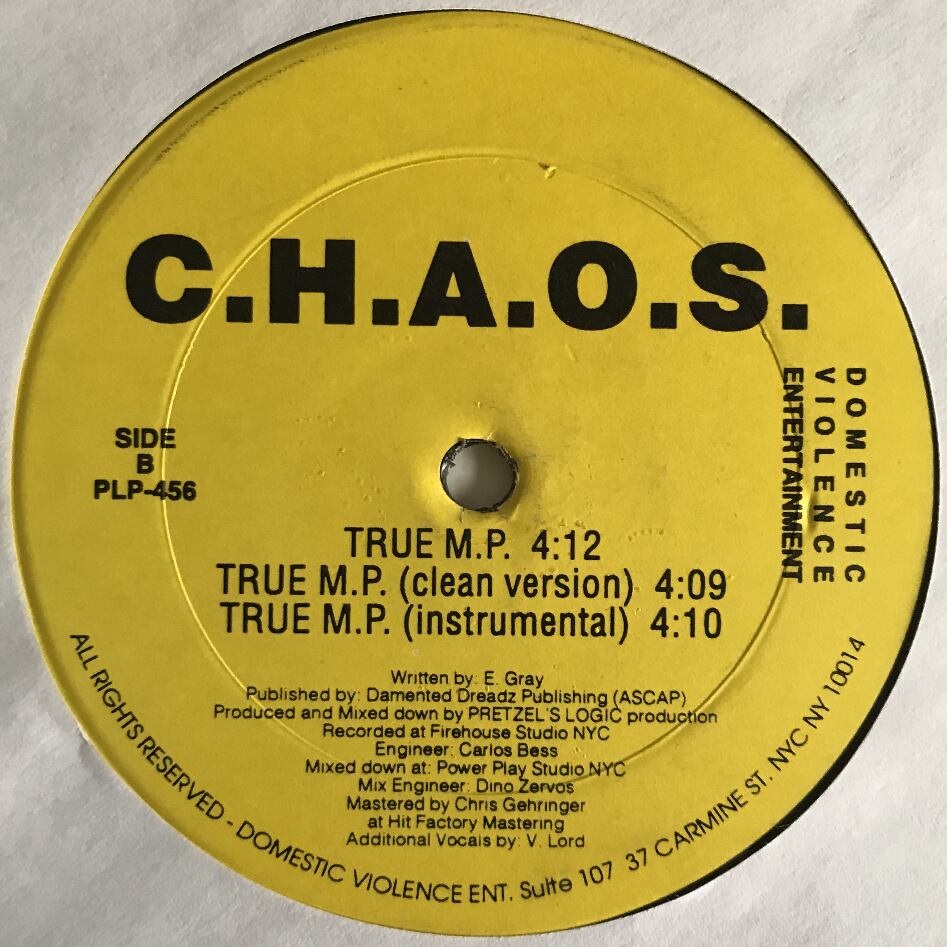 C.H.A.O.S.
DOMESTIC
VIOLENCE
ENTERTAINMENT
SIDE
B
PLP-456
TRUE M.P. 4:12
TRUE M.P. (clean version) 4:09
TRUE M.P. (instrumental) 4:10
Written by: E. Gray
Published by: Damented Dreadz Publishing (ASCAP)
Produced and Mixed down by PRETZEL'S LOGIC production
Recorded at Firehouse Studio NYC
Engineer: Carlos Bess
Mixed down at: Power Play Studio NYC
Mix Engineer: Dino Zervos
Mastered by Chris Gehringer
at Hit Factory Mastering
Additional Vocals by: V. Lord
ALL RIGHTS RESERVED - DOMESTIC VIOLENCE ENT. Suite 107 37 CARMINE ST. NYC NY 10014